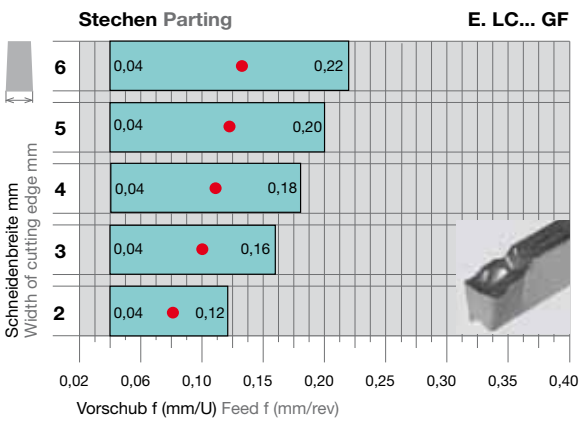 Stechen Parting E. LC... GF
Schneidenbreite mm
Width of cutting edge mm
6 0,04 0,22
5 0,04 0,20
4 0,04 0,18
3 0,04 0,16
2 0,04 0,12
0,02 0,06 0,10 0,15 0,20 0,25 0,30 0,35 0,40
Vorschub f (mm/U) Feed f (mm/rev)